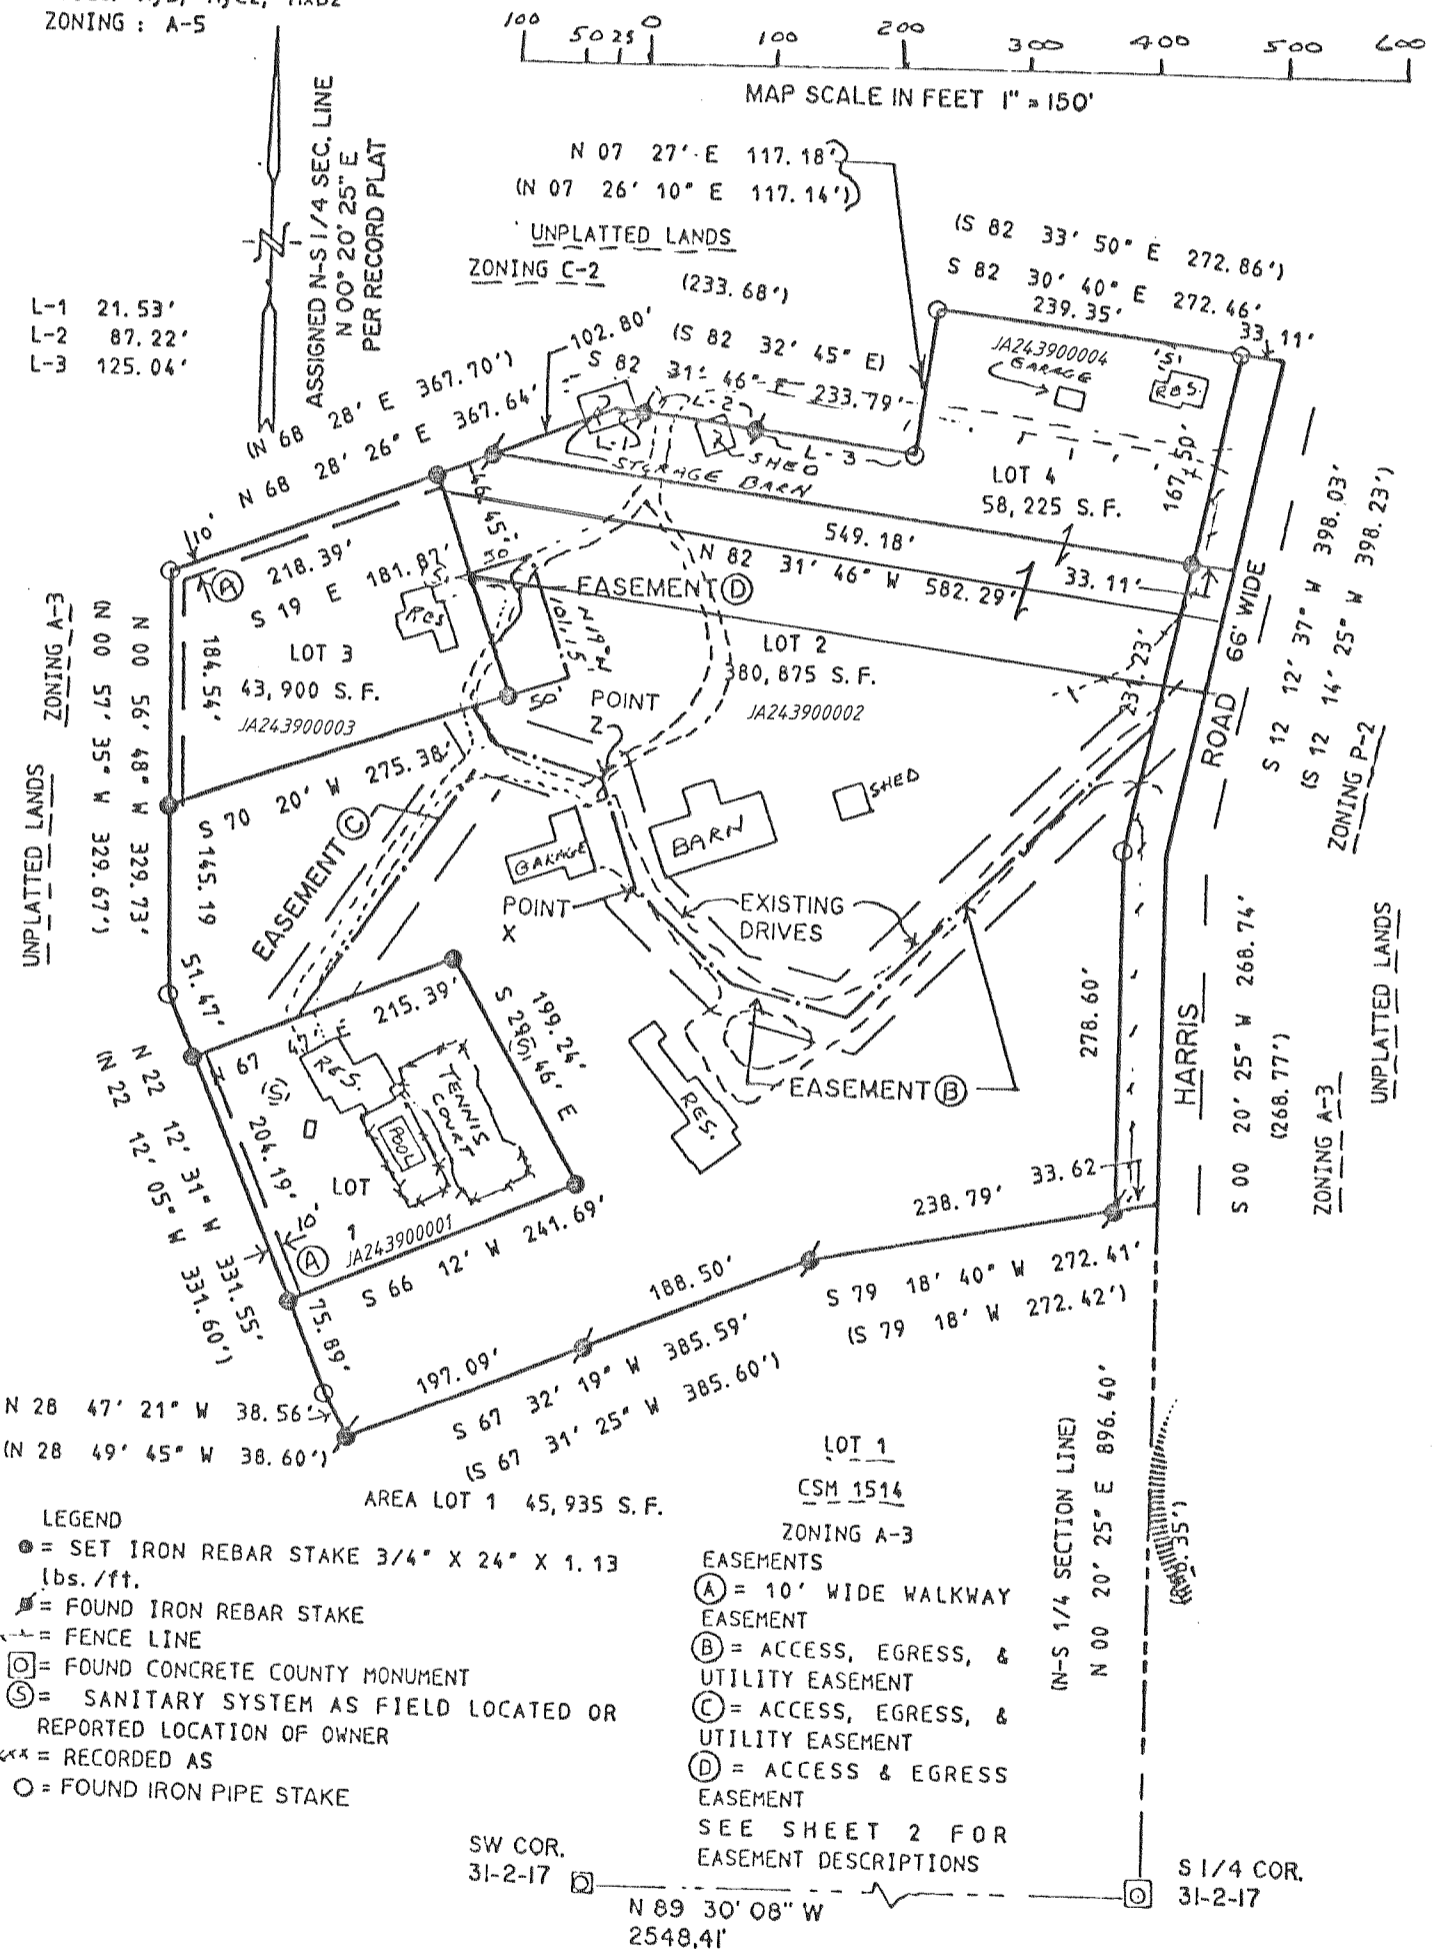 ZONING : A-5
100 50 25 0 100 200 300 400 500 600
MAP SCALE IN FEET 1" = 150'
ASSIGNED N-S 1/4 SEC. LINE
N 00° 20' 25" E
PER RECORD PLAT
N 07 27' E 117.18'
(N 07 26' 10" E 117.14')
UNPLATTED LANDS
ZONING C-2
(233.68')
(S 82 33' 50" E 272.86')
S 82 30' 40" E 272.46'
239.35'
33.11'
L-1 21.53'
L-2 87.22'
L-3 125.04'
(N 68 28' E 367.70')
N 68 28' 26" E 367.64'
102.80'
(S 82 32' 45" E)
S 82 31' 46" E 233.79'
L-2
L-1
L-3
SHED
STORAGE BARN
JA243900004
GARAGE
'S'
RES.
LOT 4
58,225 S.F.
167.50'
549.18'
N 82 31' 46" W 582.29'
33.11'
10'
A
218.39'
S 19 E 181.82'
46.45'
S
RES
EASEMENT D
N 19 W
101.15'
50'
LOT 3
43,900 S.F.
JA243900003
184.54'
ZONING A-3
N 00 56' 48" W 329.73'
(N 00 57' 35" W 329.67')
UNPLATTED LANDS
S 70 20' W 275.38'
145.19
51.47'
LOT 2
380,875 S.F.
JA243900002
POINT
Z
231.23'
HARRIS ROAD 66' WIDE
S 12 12' 37" W 398.03'
(S 12 14' 25" W 398.23')
ZONING P-2
EASEMENT C
GARAGE
BARN
SHED
POINT
X
EXISTING
DRIVES
EASEMENT B
RES.
278.60'
S 00 20' 25" W 268.74'
(268.77')
ZONING A-3
UNPLATTED LANDS
N 67 47' E 215.39'
S 29 46' E
199.24'
S
S
RES.
POOL
TENNIS
COURT
204.19'
LOT
1
JA243900001
10'
A
N 22 12' 31" W 331.55'
(N 22 12' 05" W 331.60')
S 66 12' W 241.69'
75.89'
N 28 47' 21" W 38.56'
(N 28 49' 45" W 38.60')
197.09'
188.50'
238.79'
33.62
S 67 32' 19" W 385.59'
(S 67 31' 25" W 385.60')
S 79 18' 40" W 272.41'
(S 79 18' W 272.42')
AREA LOT 1 45,935 S.F.
LOT 1
CSM 1514
ZONING A-3
(N-S 1/4 SECTION LINE)
N 00 20' 25" E 896.40'
LEGEND
= SET IRON REBAR STAKE 3/4" X 24" X 1.13
lbs./ft.
= FOUND IRON REBAR STAKE
= FENCE LINE
= FOUND CONCRETE COUNTY MONUMENT
S = SANITARY SYSTEM AS FIELD LOCATED OR
REPORTED LOCATION OF OWNER
= RECORDED AS
O = FOUND IRON PIPE STAKE
EASEMENTS
A = 10' WIDE WALKWAY
EASEMENT
B = ACCESS, EGRESS, &
UTILITY EASEMENT
C = ACCESS, EGRESS, &
UTILITY EASEMENT
D = ACCESS & EGRESS
EASEMENT
SEE SHEET 2 FOR
EASEMENT DESCRIPTIONS
SW COR.
31-2-17
N 89 30' 08" W
2548.41'
S 1/4 COR.
31-2-17